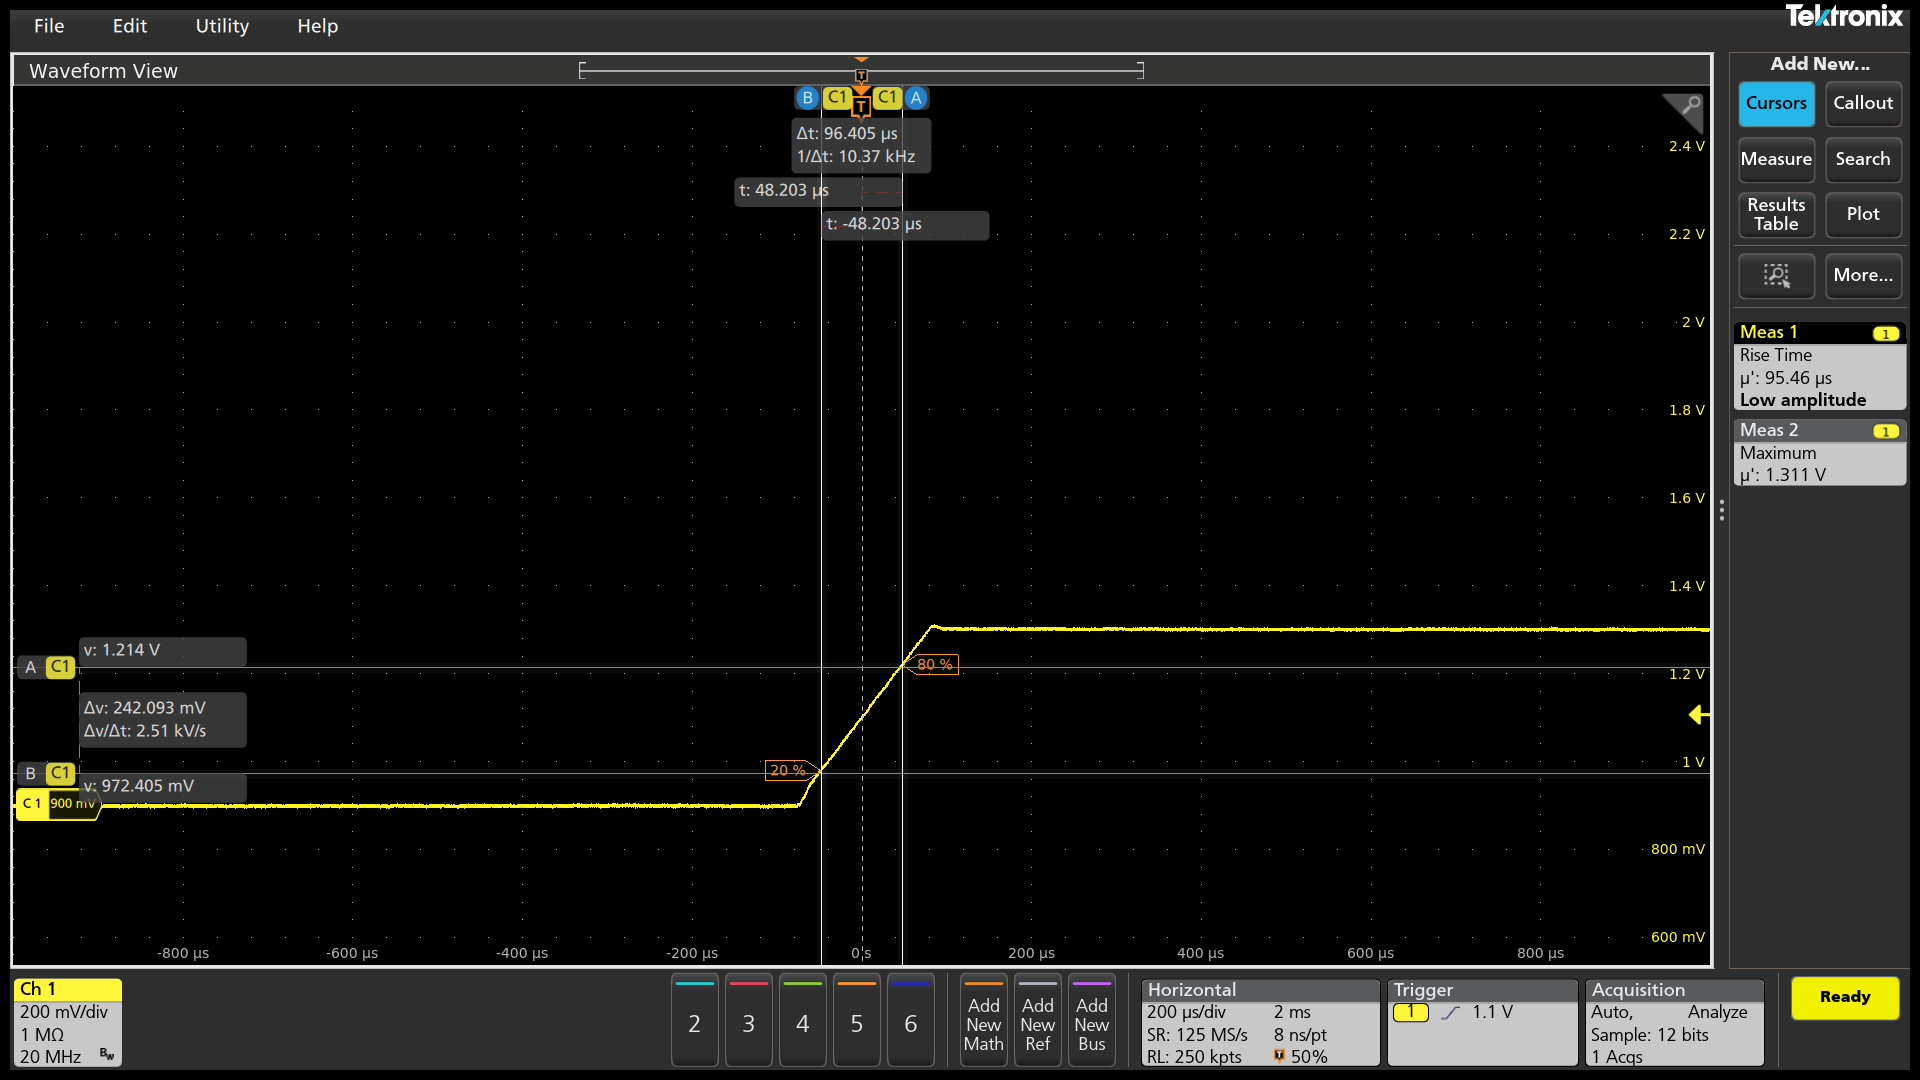 File Edit Utility Help
Tektronix
Waveform View
T
B C1 T C1 A
Δt: 96.405 µs
1/Δt: 10.37 kHz
t: 48.203 µs
t: -48.203 µs
2.4 V
2.2 V
2 V
1.8 V
1.6 V
1.4 V
1.2 V
1 V
800 mV
600 mV
A C1
v: 1.214 V
Δv: 242.093 mV
Δv/Δt: 2.51 kV/s
B C1
v: 972.405 mV
C 1 900 mV
80 %
20 %
-800 µs -600 µs -400 µs -200 µs 0 s 200 µs 400 µs 600 µs 800 µs
Add New...
Cursors Callout
Measure Search
Results
Table
Plot
More...
Meas 1 1
Rise Time
µ': 95.46 µs
Low amplitude
Meas 2 1
Maximum
µ': 1.311 V
Ch 1
200 mV/div
1 MΩ
20 MHz Bw
2 3 4 5 6
Add
New
Math
Add
New
Ref
Add
New
Bus
Horizontal
200 µs/div 2 ms
SR: 125 MS/s 8 ns/pt
RL: 250 kpts T 50%
Trigger
1 1.1 V
Acquisition
Auto, Analyze
Sample: 12 bits
1 Acqs
Ready